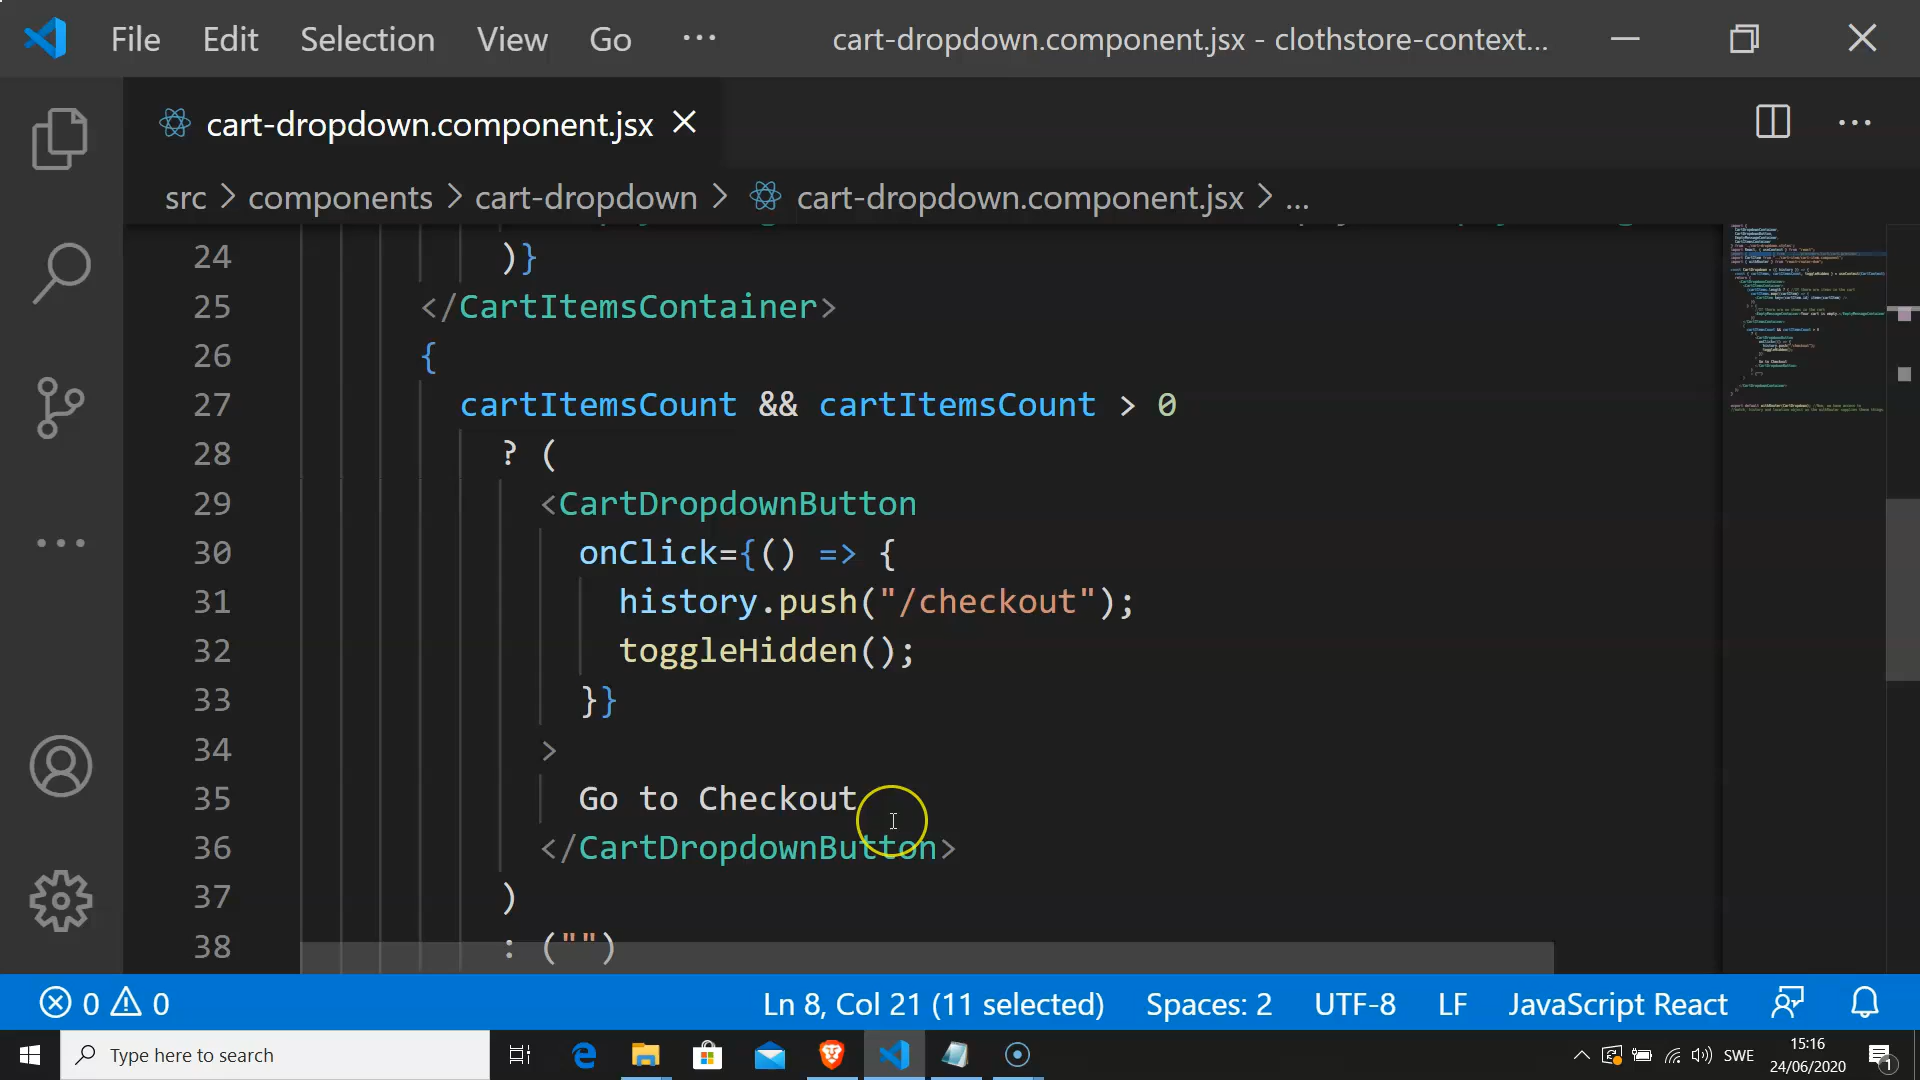 File Edit Selection View Go ··· cart-dropdown.component.jsx - clothstore-context...
cart-dropdown.component.jsx
src > components > cart-dropdown > cart-dropdown.component.jsx > ...
24 )}
25 </CartItemsContainer>
26 {
27 cartItemsCount && cartItemsCount > 0
28 ? (
29 <CartDropdownButton
30 onClick={() => {
31 history.push("/checkout");
32 toggleHidden();
33 }}
34 >
35 Go to Checkout
36 </CartDropdownButton>
37 )
38 : ("")
0 0 Ln 8, Col 21 (11 selected) Spaces: 2 UTF-8 LF JavaScript React
Type here to search SWE 15:16
24/06/2020 1